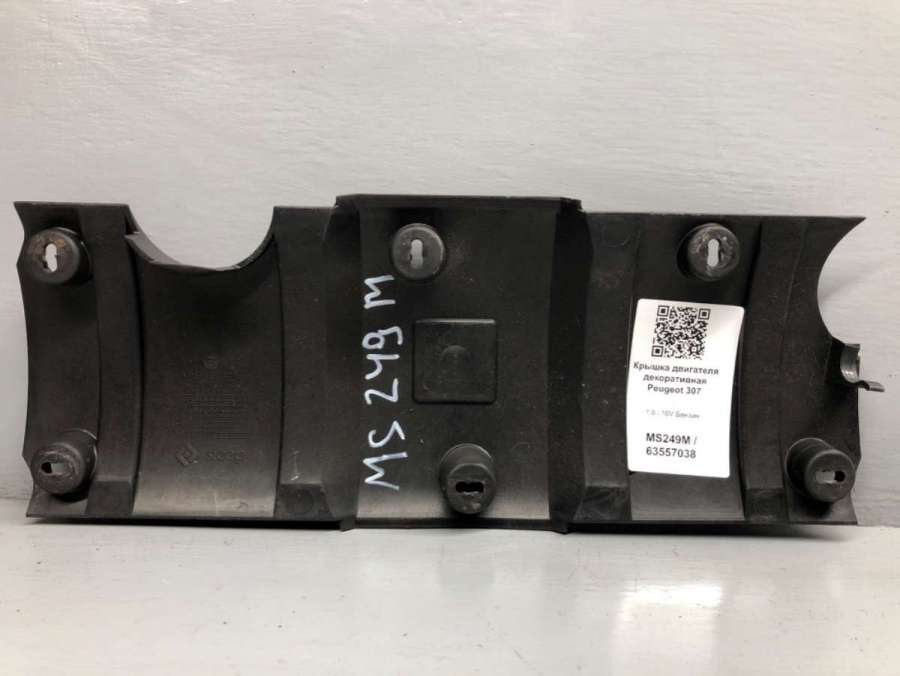 MS 249 M
Крышка двигателя
декоративная
Peugeot 307
1.6 - 16V Бензин
MS249M /
63557038